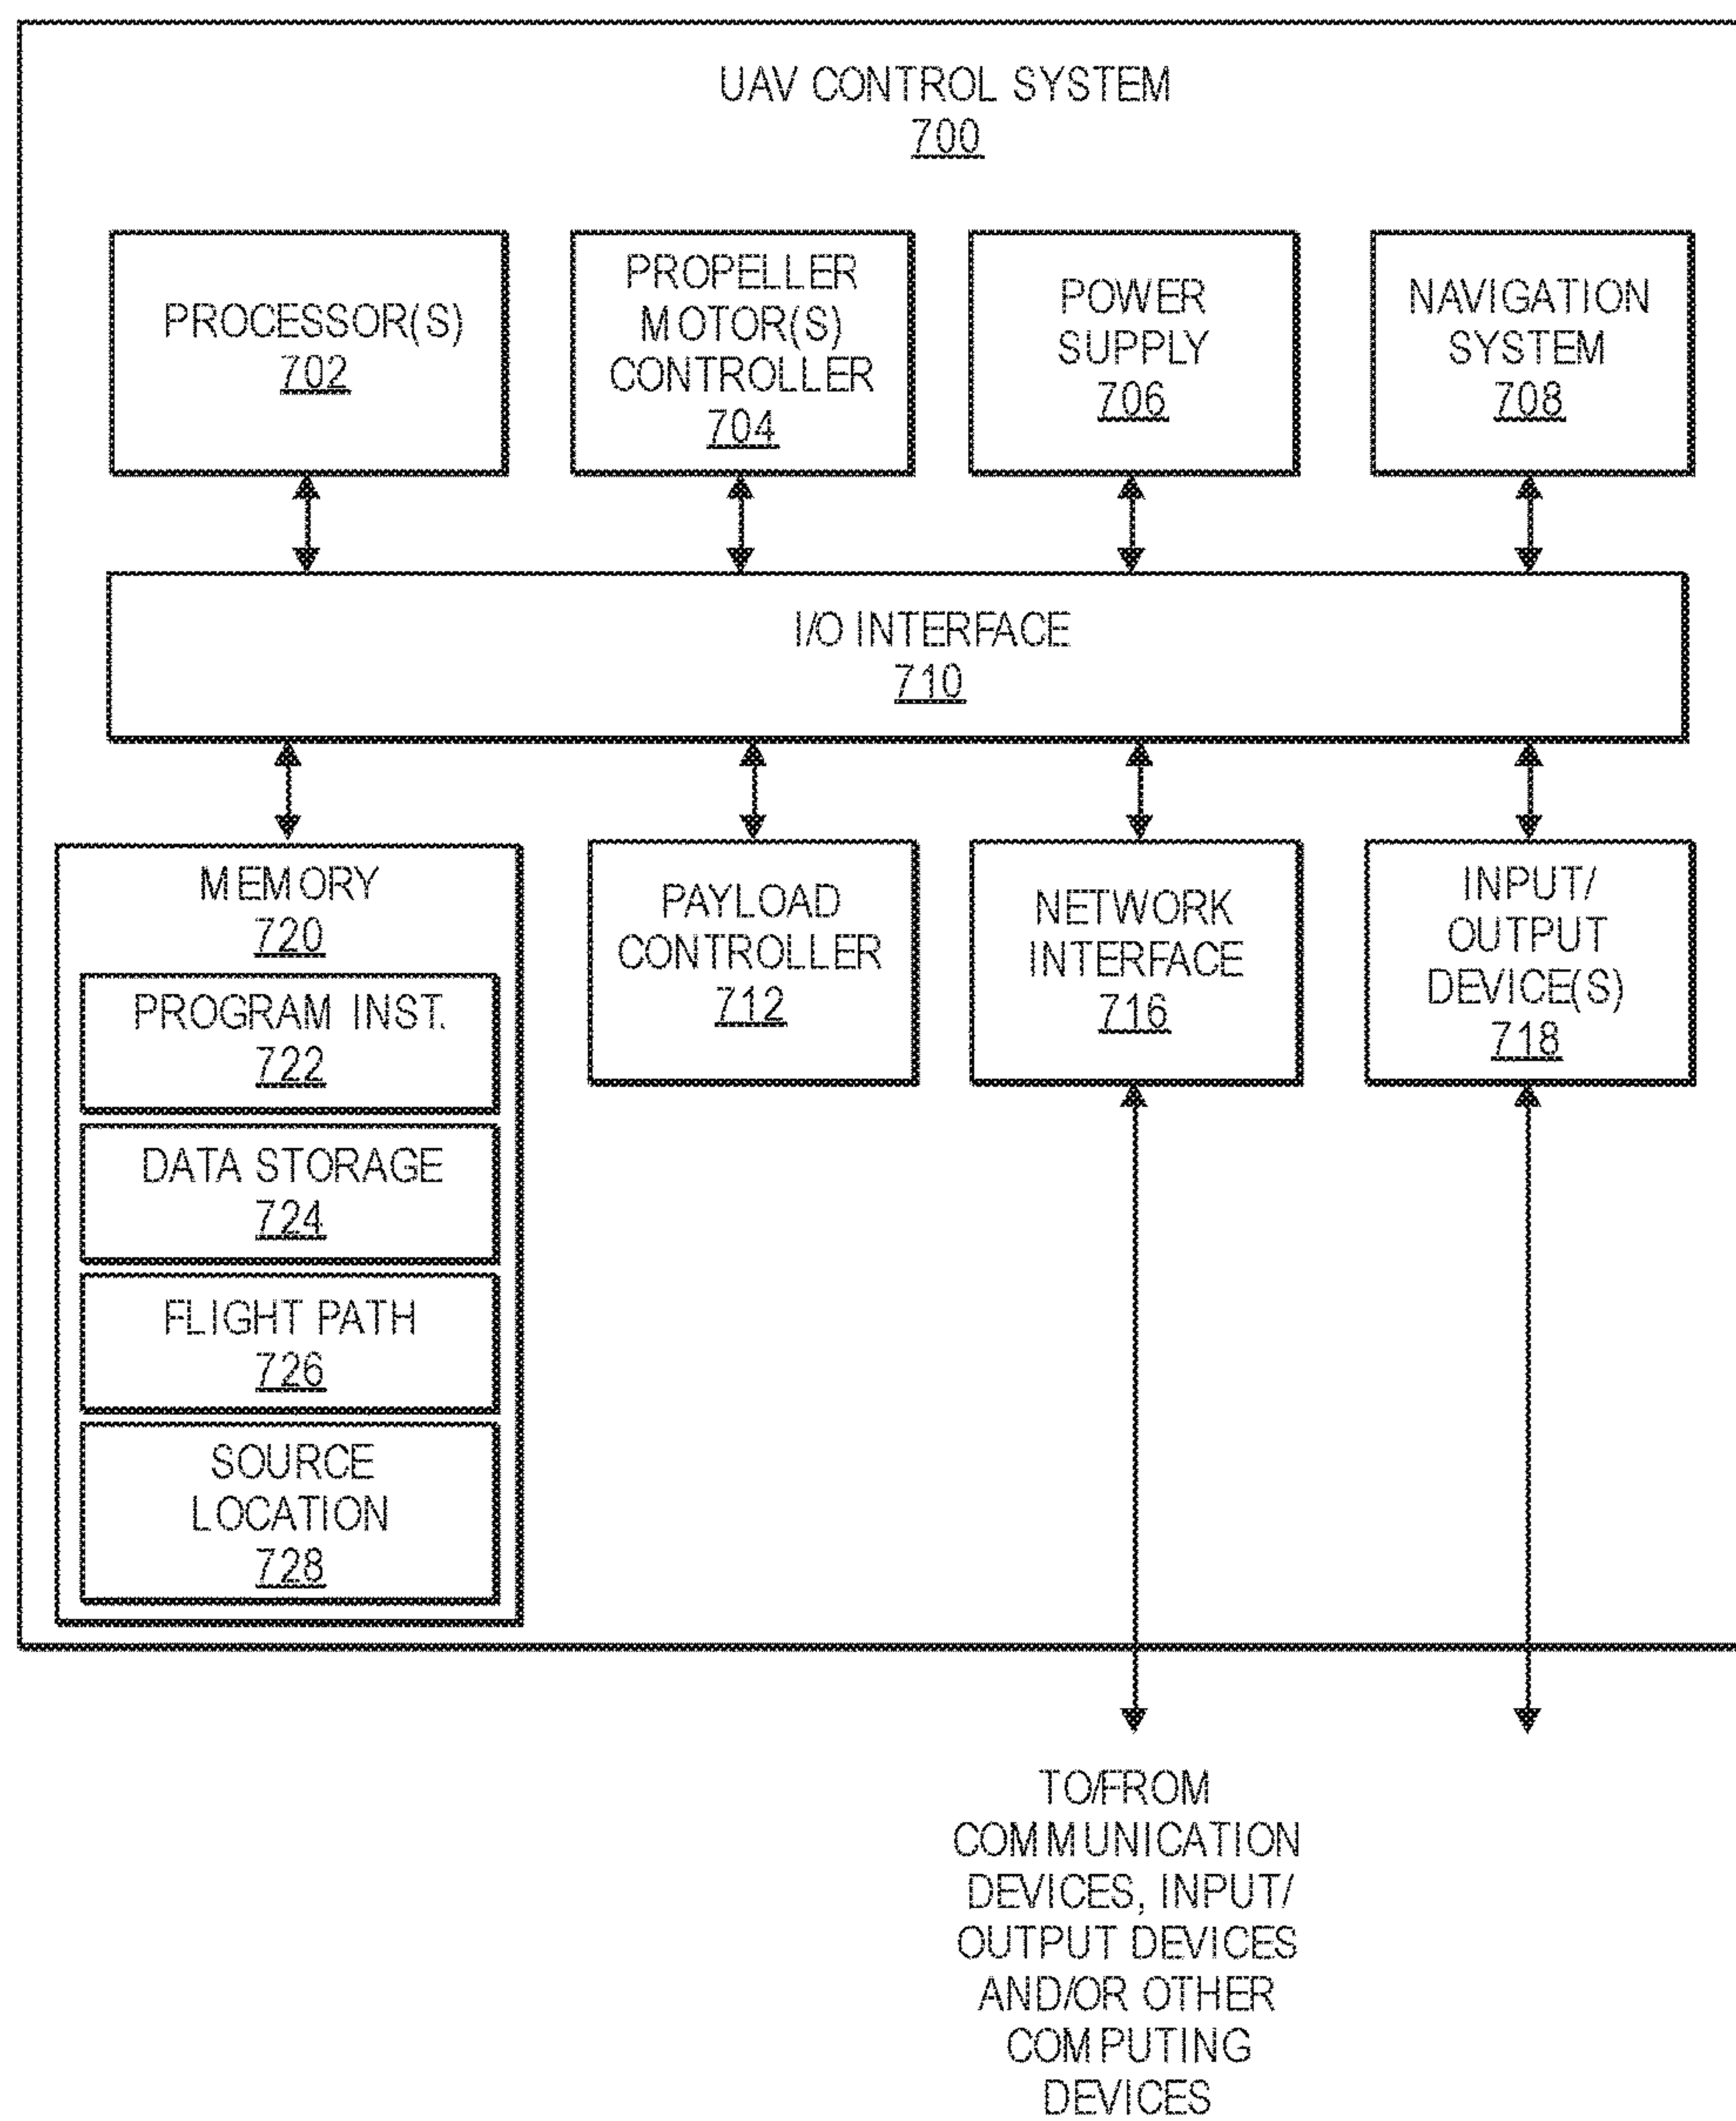 UAV CONTROL SYSTEM
700
PROCESSOR(S)
702
PROPELLER
MOTOR(S)
CONTROLLER
704
POWER
SUPPLY
706
NAVIGATION
SYSTEM
708
I/O INTERFACE
710
MEMORY
720
PROGRAM INST.
722
DATA STORAGE
724
FLIGHT PATH
726
SOURCE
LOCATION
728
PAYLOAD
CONTROLLER
712
NETWORK
INTERFACE
716
INPUT/
OUTPUT
DEVICE(S)
718
TO/FROM
COMMUNICATION
DEVICES, INPUT/
OUTPUT DEVICES
AND/OR OTHER
COMPUTING
DEVICES